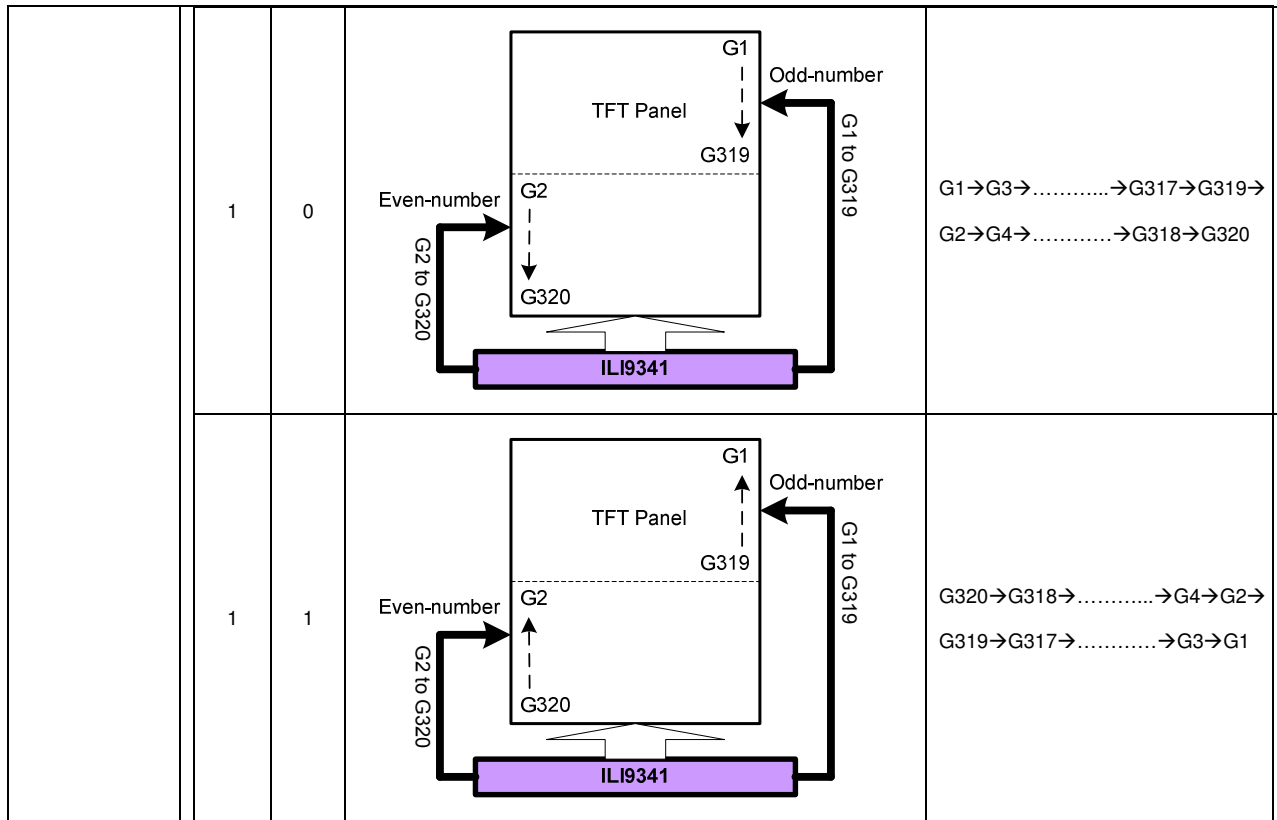 1
0
G1
Odd-number
TFT Panel
G1 to G319
G319
G2
Even-number
G2 to G320
G320
ILI9341
G1→G3→………...→G317→G319→
G2→G4→…………→G318→G320
1
1
G1
Odd-number
TFT Panel
G1 to G319
G319
G2
Even-number
G2 to G320
G320
ILI9341
G320→G318→………...→G4→G2→
G319→G317→…………→G3→G1